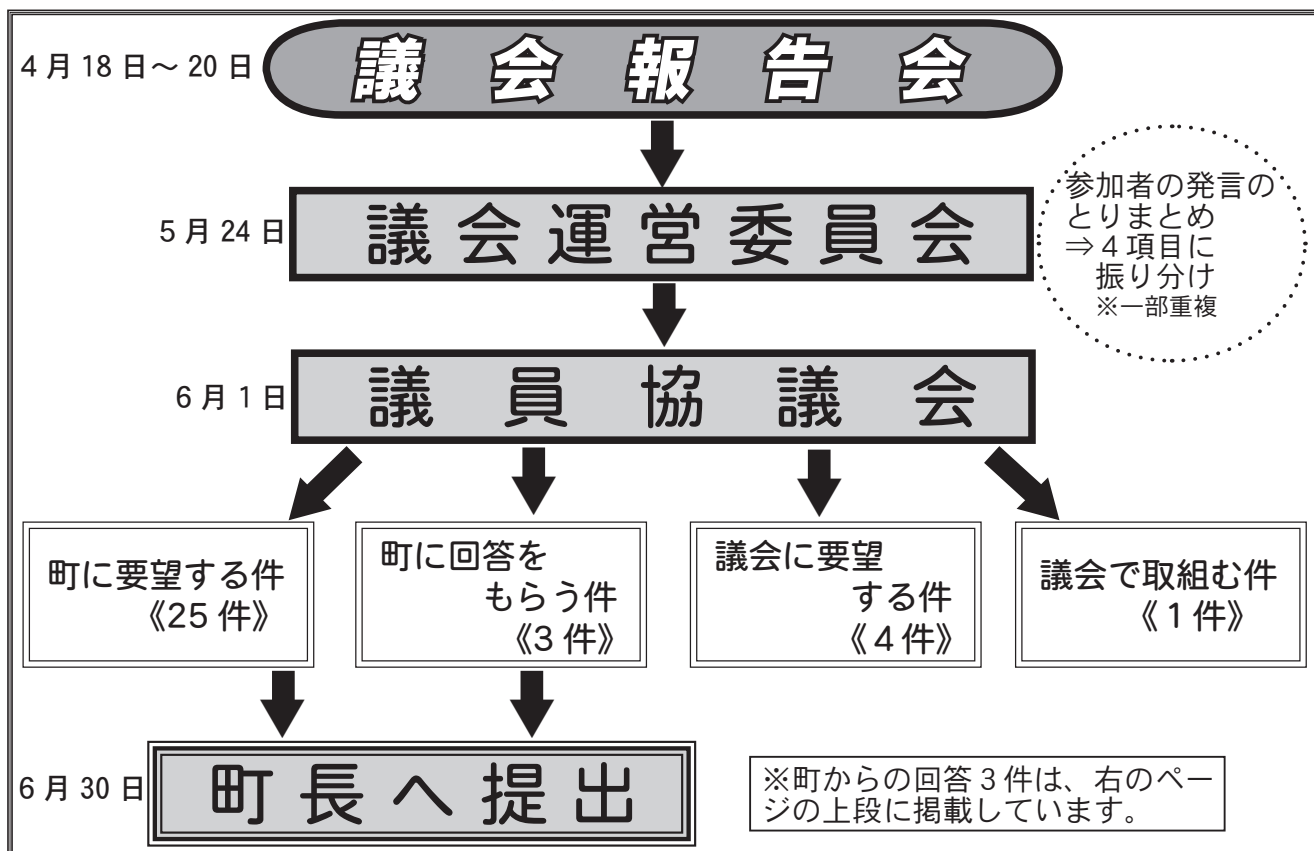 4月18日～20日
議会報告会
5月24日
議会運営委員会
参加者の発言の
とりまとめ
⇒4項目に
振り分け
※一部重複
6月1日
議員協議会
町に要望する件
《25件》
町に回答を
もらう件
《3件》
議会に要望
する件
《4件》
議会で取組む件
《1件》
6月30日
町長へ提出
※町からの回答3件は、右のペー
ジの上段に掲載しています。